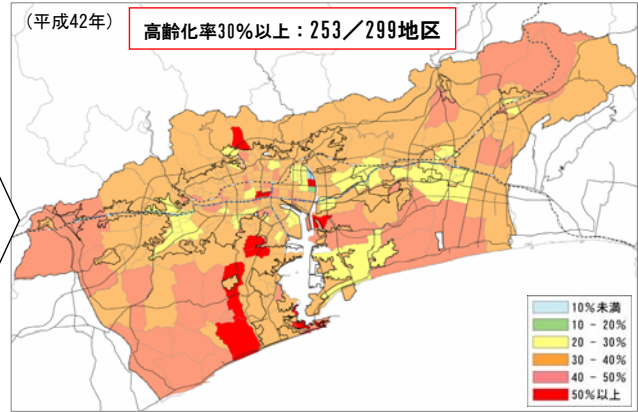 (平成42年)
高齢化率30%以上：253／299地区
10%未満
10 - 20%
20 - 30%
30 - 40%
40 - 50%
50%以上